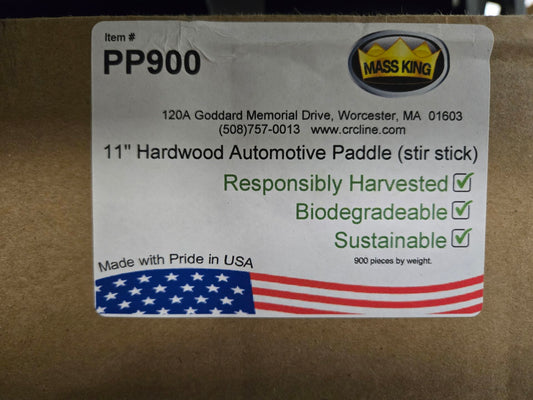 Item #
PP900
MASS KING
120A Goddard Memorial Drive, Worcester, MA 01603
(508)757-0013 www.crcline.com
11" Hardwood Automotive Paddle (stir stick)
Responsibly Harvested
Biodegradeable
Sustainable
900 pieces by weight.
Made with Pride in USA